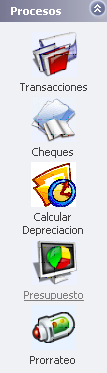 Procesos
Transacciones
Cheques
Calcular
Depreciacion
Presupuesto
Prorrateo